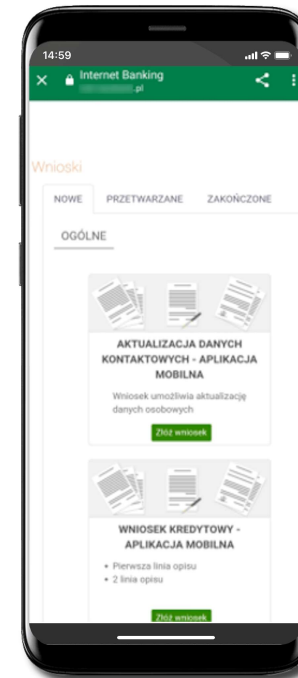 14:59
Internet Banking
.pl
Wnioski
NOWE PRZETWARZANE ZAKOŃCZONE
OGÓLNE
AKTUALIZACJA DANYCH
KONTAKTOWYCH - APLIKACJA
MOBILNA
Wniosek umożliwia aktualizację
danych osobowych
Złóż wniosek
WNIOSEK KREDYTOWY -
APLIKACJA MOBILNA
• Pierwsza linia opisu
• 2 linia opisu
Złóż wniosek